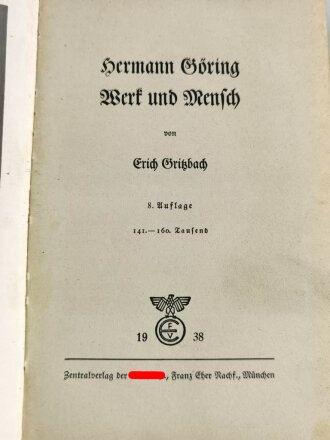 Hermann Göring
Werk und Mensch
von
Erich Gritzbach
8. Auflage
141.—160. Tausend
19 38
F
E
V
Zentralverlag der , Franz Eher Nachf., München